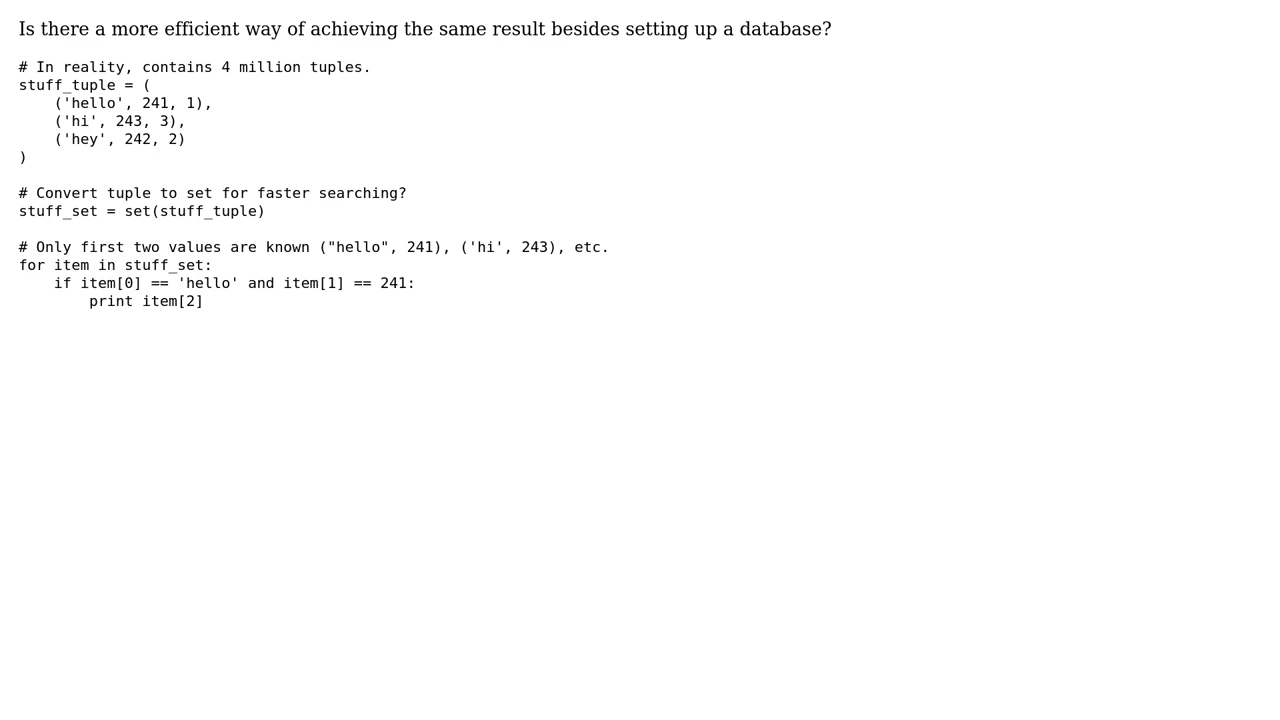 Is there a more efficient way of achieving the same result besides setting up a database?
# In reality, contains 4 million tuples.
stuff_tuple = (
    ('hello', 241, 1),
    ('hi', 243, 3),
    ('hey', 242, 2)
)
# Convert tuple to set for faster searching?
stuff_set = set(stuff_tuple)
# Only first two values are known ("hello", 241), ('hi', 243), etc.
for item in stuff_set:
    if item[0] == 'hello' and item[1] == 241:
        print item[2]